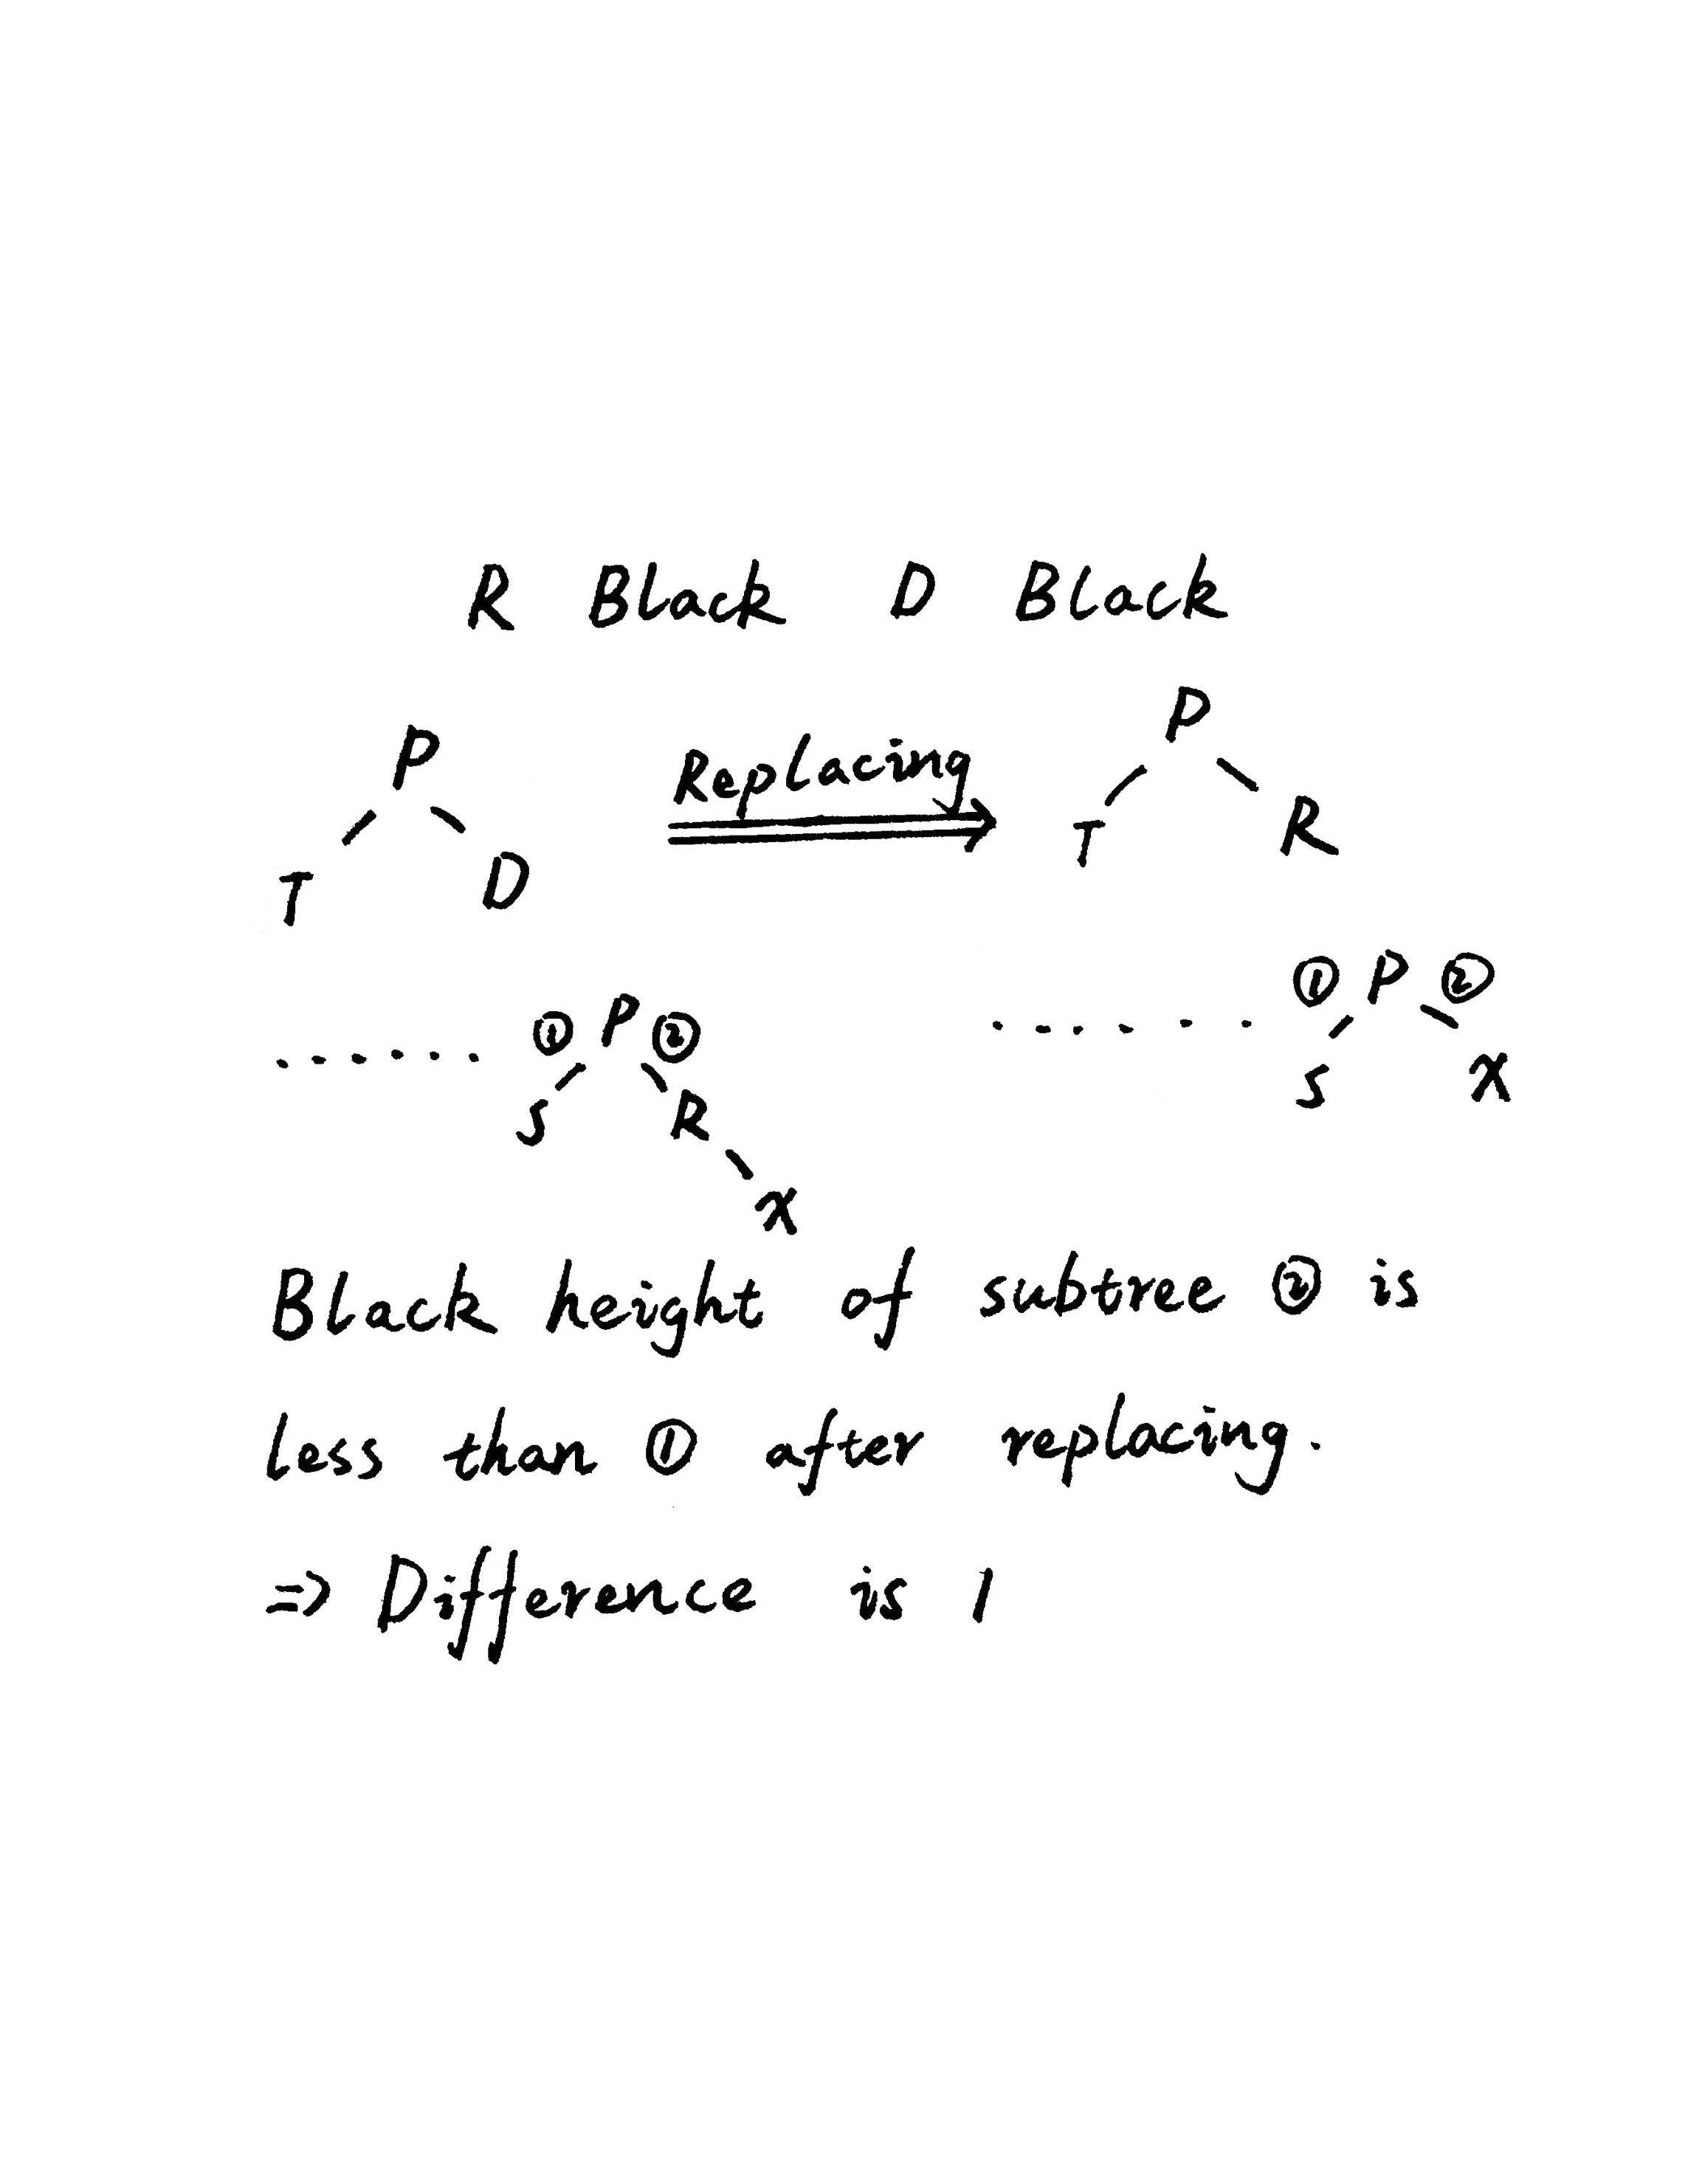 R Black D Black
P
Replacing
P
T D
T R
...... ① P ②
S R
X
...... ① P ②
S X
Black height of subtree ② is
less than ① after replacing.
⇒ Difference is 1